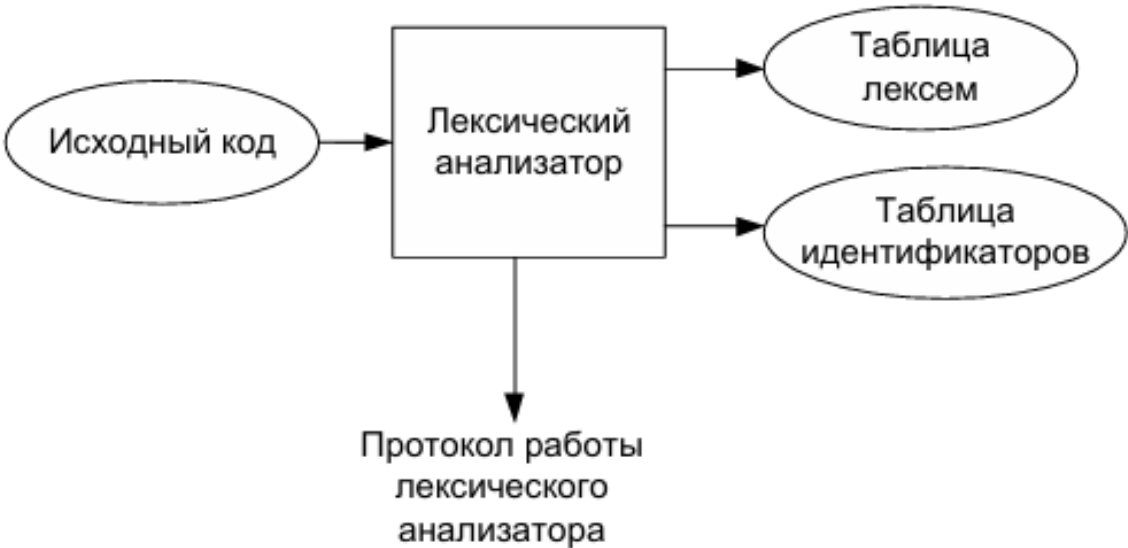 Исходный код
Лексический
анализатор
Таблица
лексем
Таблица
идентификаторов
Протокол работы
лексического
анализатора